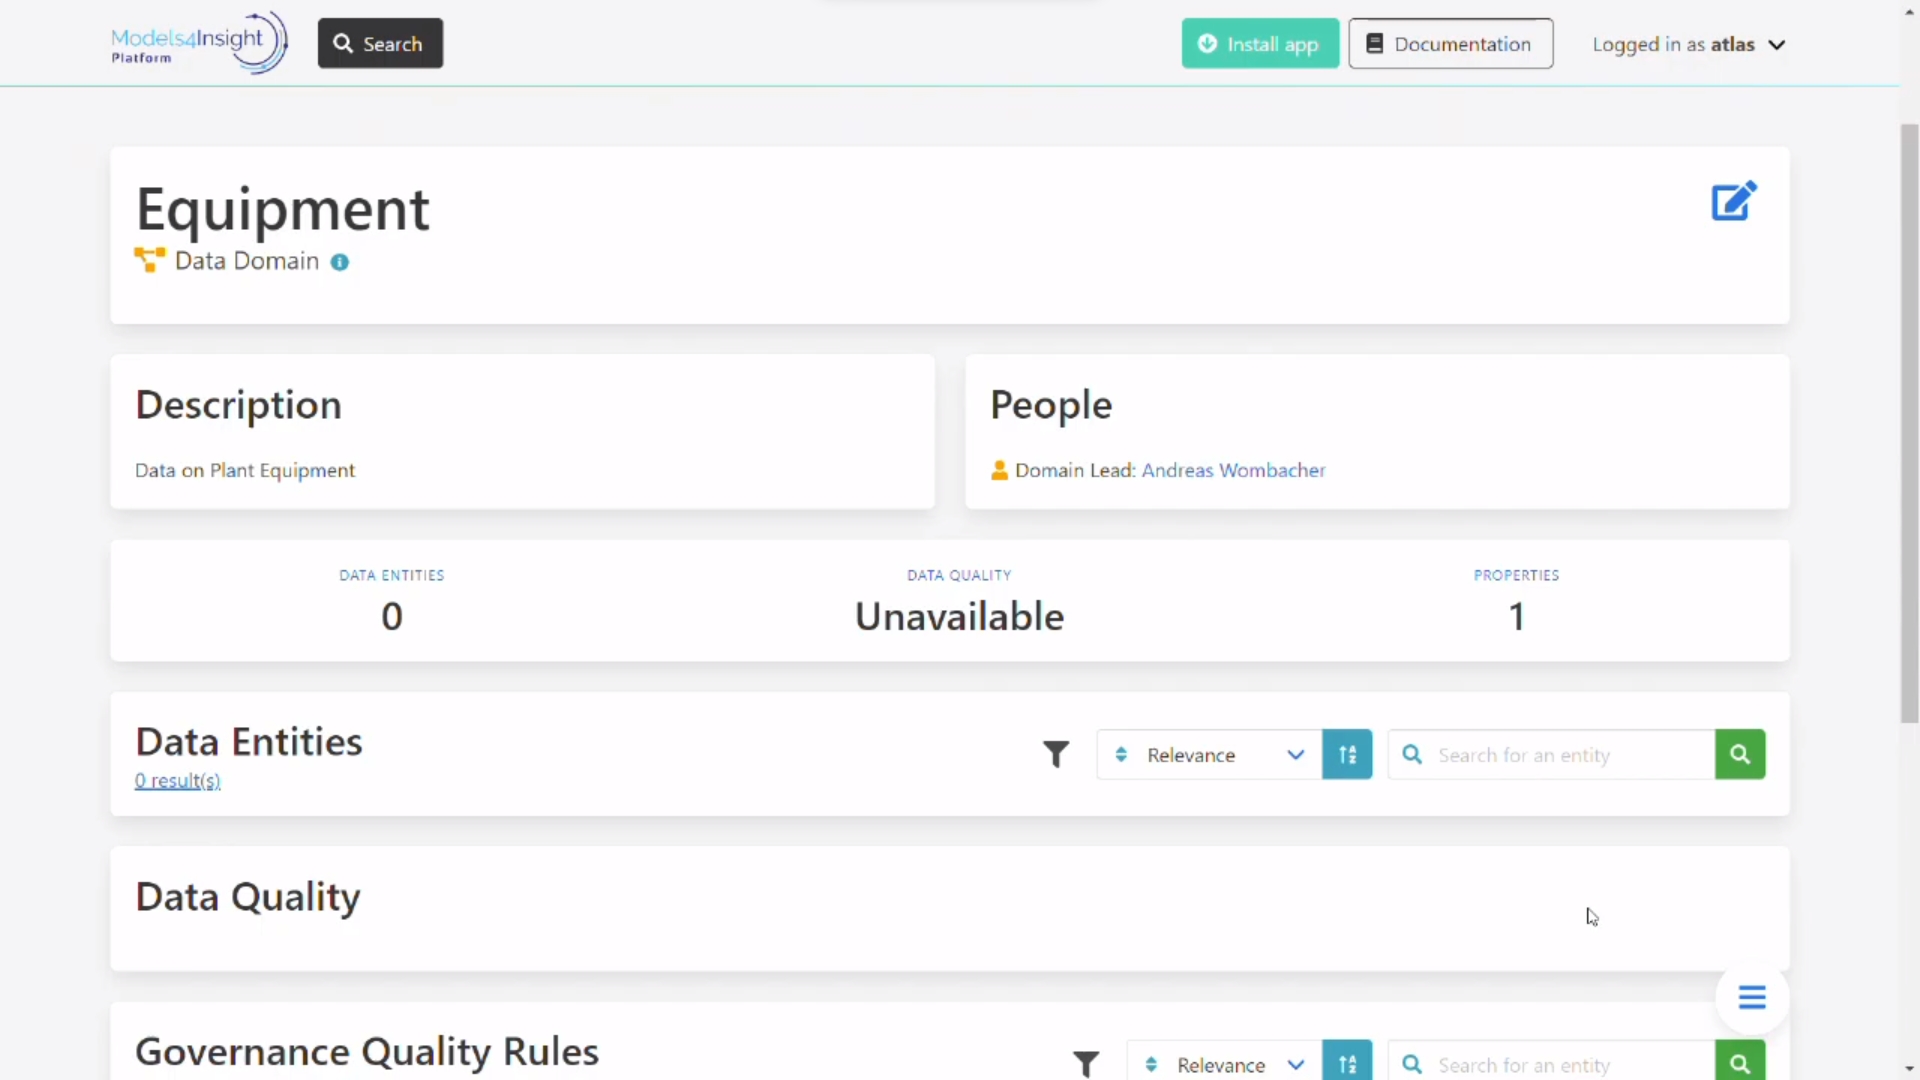 Models4Insight
Platform
Search
Install app
Documentation
Logged in as atlas
Equipment
Data Domain
Description
Data on Plant Equipment
People
Domain Lead: Andreas Wombacher
DATA ENTITIES
0
DATA QUALITY
Unavailable
PROPERTIES
1
Data Entities
0 result(s)
Relevance
Search for an entity
Data Quality
Governance Quality Rules
Relevance
Search for an entity